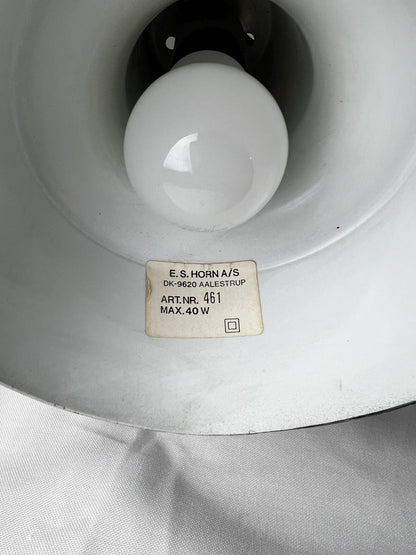 E. S. HORN A/S
DK-9620 AALESTRUP
ART.NR. 461
MAX. 40 W